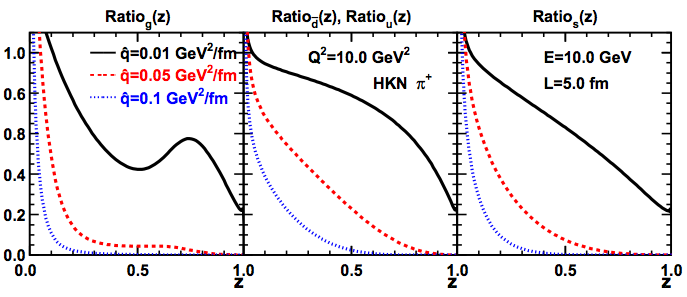 Ratio_g(z) Ratio_d̅(z), Ratio_u(z) Ratio_s(z)
1.0 q̂=0.01 GeV²/fm Q²=10.0 GeV² E=10.0 GeV
0.6 q̂=0.05 GeV²/fm HKN π⁺ L=5.0 fm
q̂=0.1 GeV²/fm
0.8
0.4
0.2
0.0
0.0 0.5 1.0 0.5 1.0 0.5 1.0
z z z